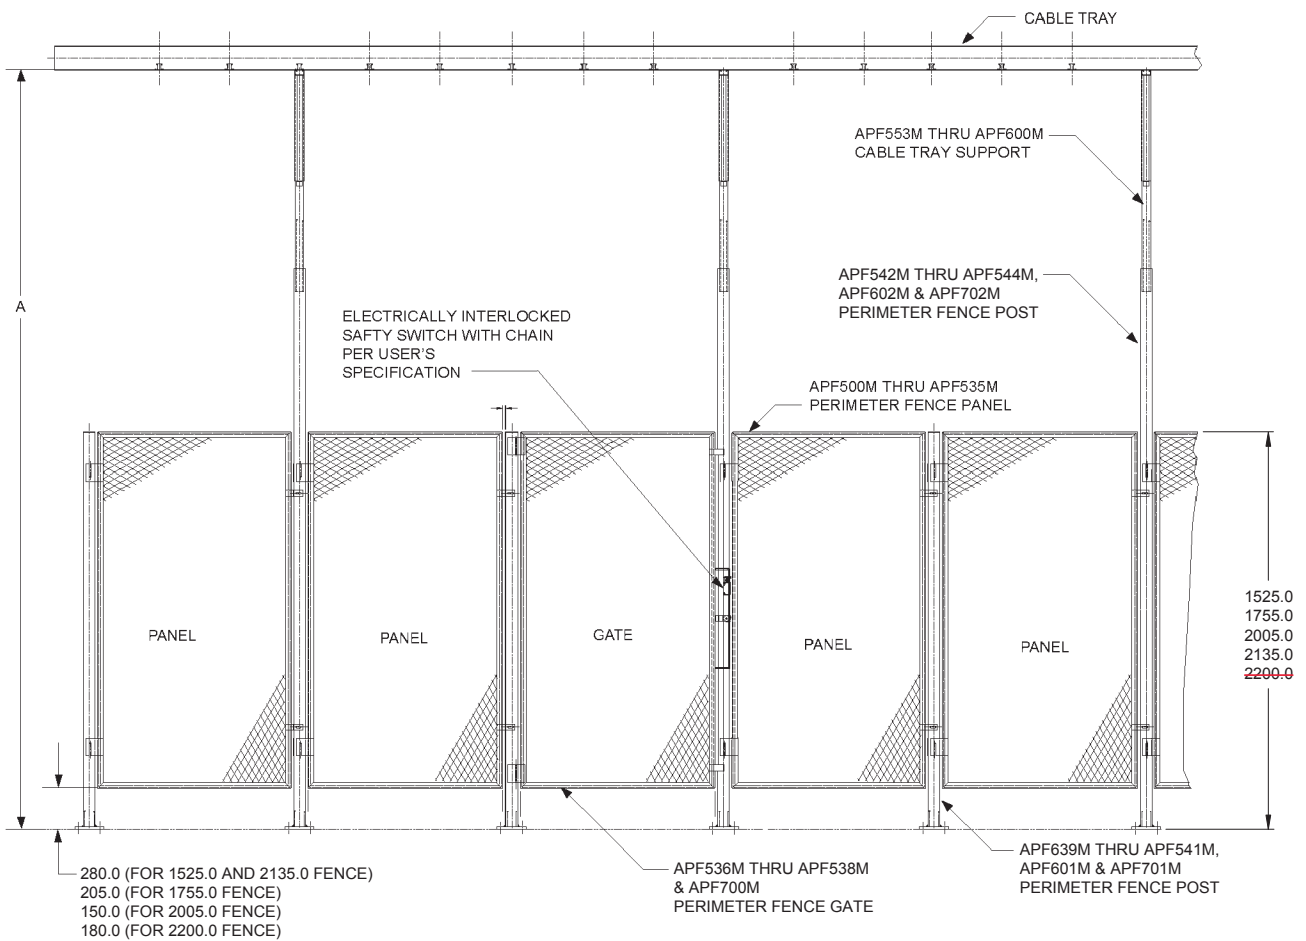 CABLE TRAY
APF553M THRU APF600M
CABLE TRAY SUPPORT
APF542M THRU APF544M,
APF602M & APF702M
PERIMETER FENCE POST
A
ELECTRICALLY INTERLOCKED
SAFTY SWITCH WITH CHAIN
PER USER'S
SPECIFICATION
APF500M THRU APF535M
PERIMETER FENCE PANEL
PANEL
PANEL
GATE
PANEL
PANEL
1525.0
1755.0
2005.0
2135.0
2200.0
280.0 (FOR 1525.0 AND 2135.0 FENCE)
205.0 (FOR 1755.0 FENCE)
150.0 (FOR 2005.0 FENCE)
180.0 (FOR 2200.0 FENCE)
APF536M THRU APF538M
& APF700M
PERIMETER FENCE GATE
APF639M THRU APF541M,
APF601M & APF701M
PERIMETER FENCE POST